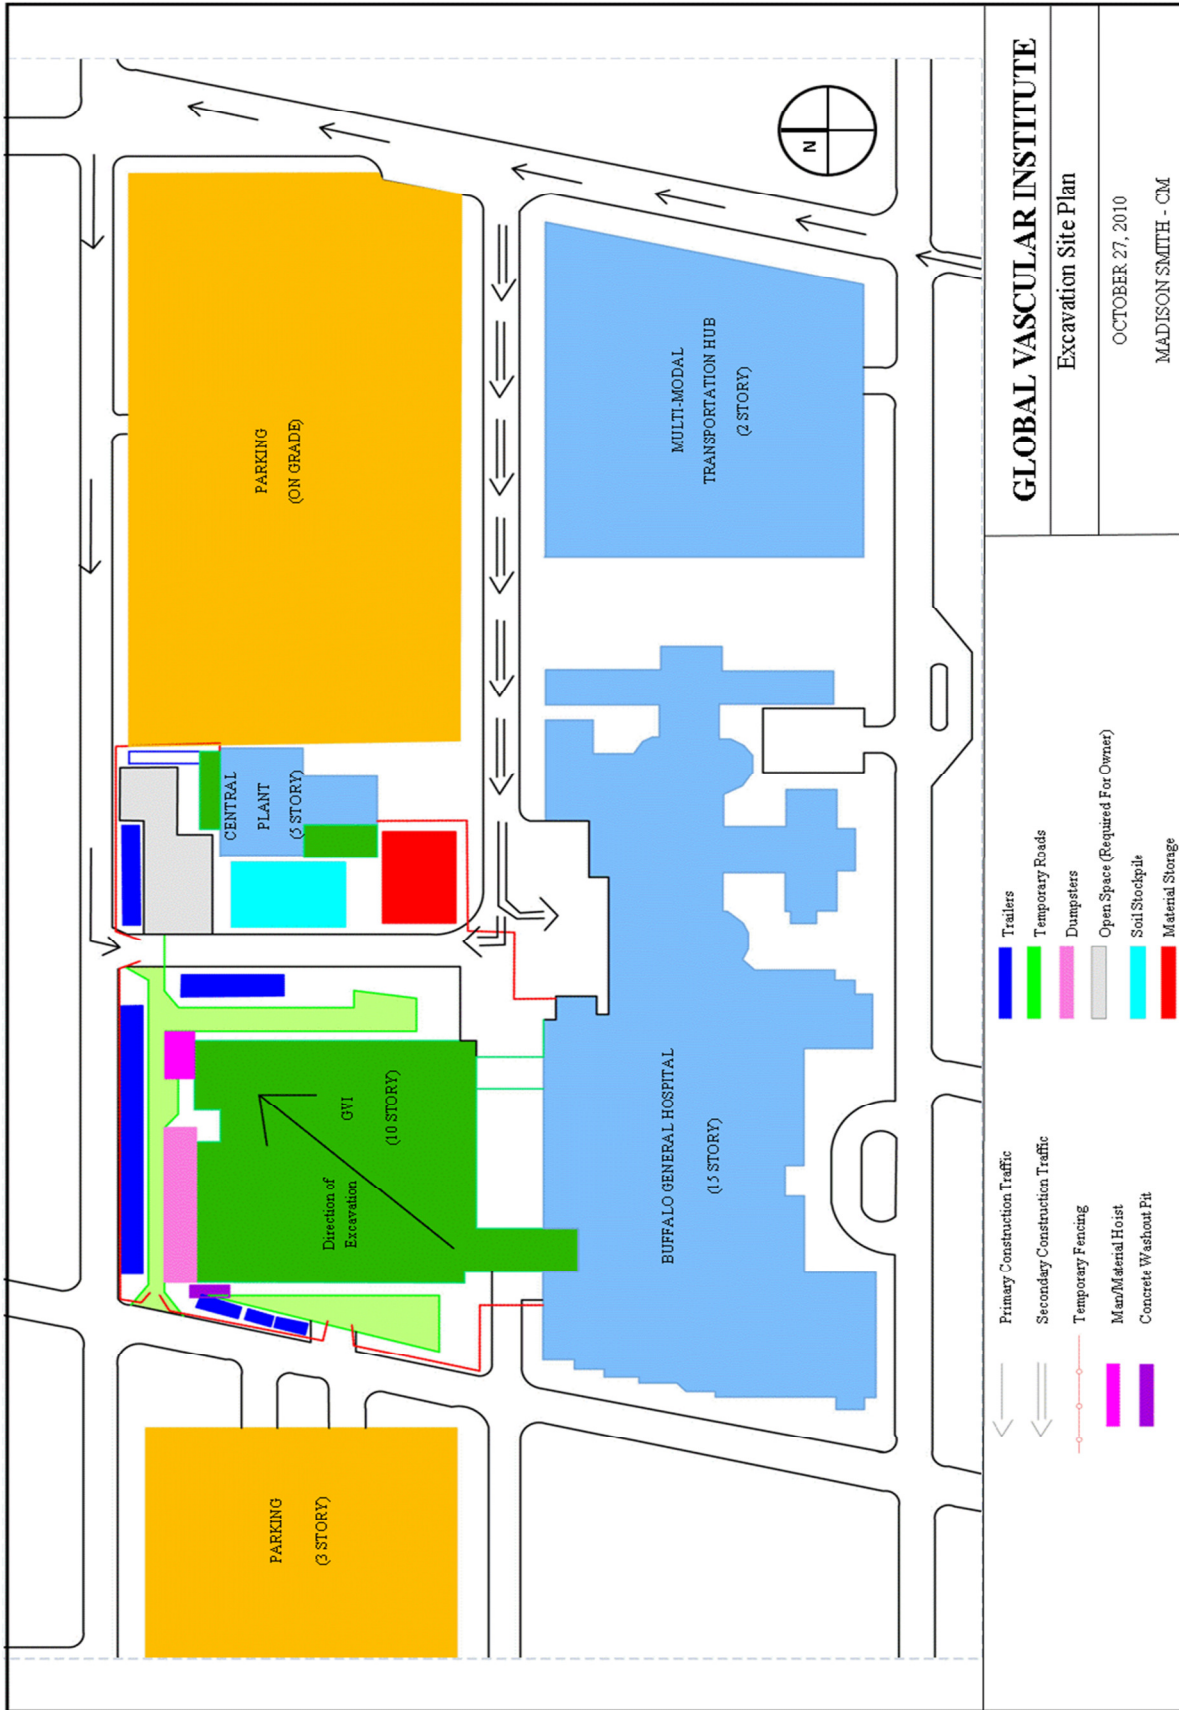 PARKING
(3 STORY)
Direction of
Excavation
GVI
(10 STORY)
CENTRAL
PLANT
(5 STORY)
PARKING
(ON GRADE)
BUFFALO GENERAL HOSPITAL
(15 STORY)
MULTI-MODAL
TRANSPORTATION HUB
(2 STORY)
N
Primary Construction Traffic
Secondary Construction Traffic
Temporary Fencing
Man/Material Hoist
Concrete Washout Pit
Trailers
Temporary Roads
Dumpsters
Open Space (Required For Owner)
Soil Stockpile
Material Storage
GLOBAL VASCULAR INSTITUTE
Excavation Site Plan
OCTOBER 27, 2010
MADISON SMITH - CM